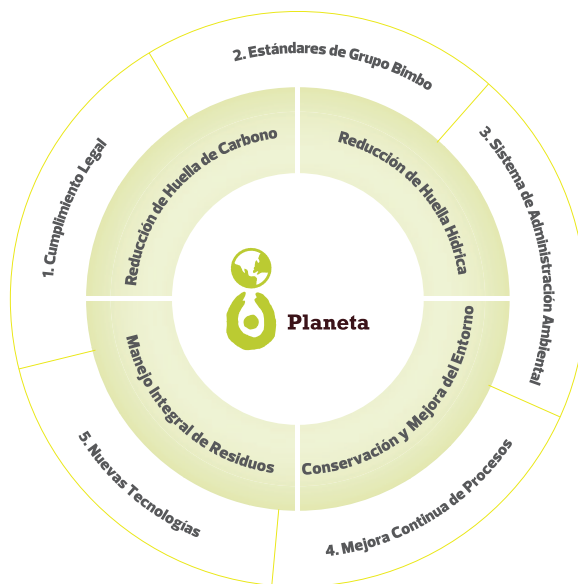 1. Cumplimiento Legal
2. Estándares de Grupo Bimbo
3. Sistema de Administración Ambiental
4. Mejora Continua de Procesos
5. Nuevas Tecnologías
Reducción de Huella de Carbono
Reducción de Huella Hídrica
Conservación y Mejora del Entorno
Manejo Integral de Residuos
Planeta